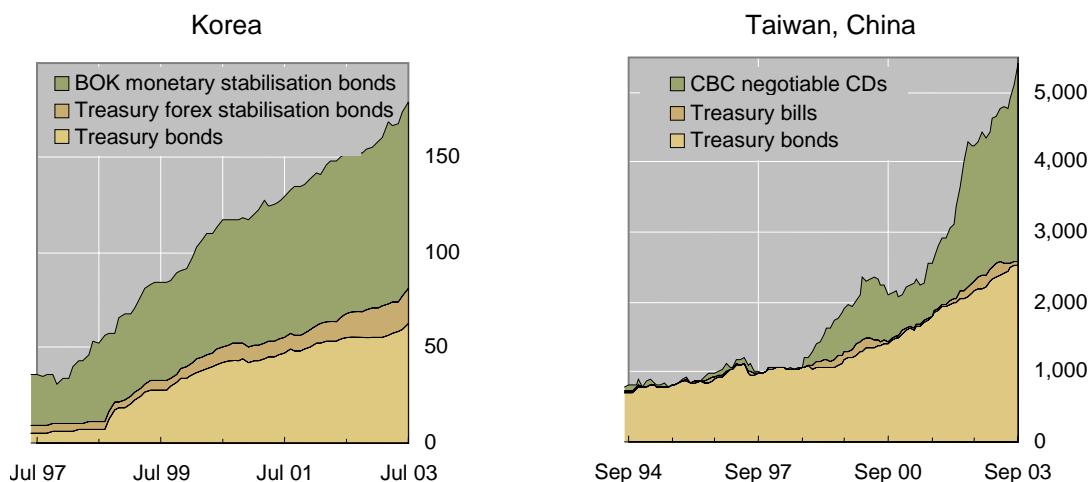 Korea
BOK monetary stabilisation bonds
Treasury forex stabilisation bonds
Treasury bonds
150
100
50
0
Jul 97 Jul 99 Jul 01 Jul 03
Taiwan, China
CBC negotiable CDs
Treasury bills
Treasury bonds
5,000
4,000
3,000
2,000
1,000
0
Sep 94 Sep 97 Sep 00 Sep 03